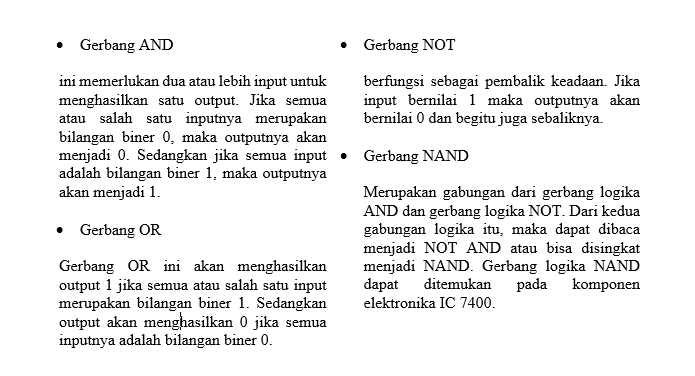 • Gerbang AND
ini memerlukan dua atau lebih input untuk
menghasilkan satu output. Jika semua
atau salah satu inputnya merupakan
bilangan biner 0, maka outputnya akan
menjadi 0. Sedangkan jika semua input
adalah bilangan biner 1, maka outputnya
akan menjadi 1.
• Gerbang OR
Gerbang OR ini akan menghasilkan
output 1 jika semua atau salah satu input
merupakan bilangan biner 1. Sedangkan
output akan menghasilkan 0 jika semua
inputnya adalah bilangan biner 0.
• Gerbang NOT
berfungsi sebagai pembalik keadaan. Jika
input bernilai 1 maka outputnya akan
bernilai 0 dan begitu juga sebaliknya.
• Gerbang NAND
Merupakan gabungan dari gerbang logika
AND dan gerbang logika NOT. Dari kedua
gabungan logika itu, maka dapat dibaca
menjadi NOT AND atau bisa disingkat
menjadi NAND. Gerbang logika NAND
dapat ditemukan pada komponen
elektronika IC 7400.